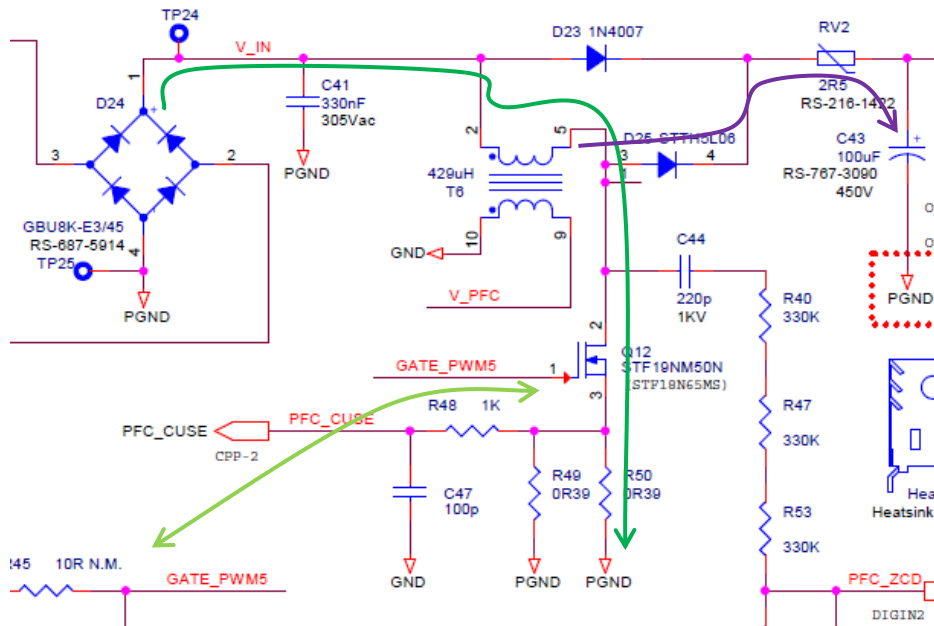 TP24
V_IN
D23 1N4007
RV2
1
C41
330nF
305Vac
2R5
RS-216-1422
D24
2
5
D25 STTH5L06
C43
100uF
RS-767-3090
450V
3
2
3
4
1
PGND
429uH
T6
GBU8K-E3/45
RS-687-5914
4
TP25
10
9
GND
C44
PGND
V_PFC
220p
1KV
R40
330K
PGND
2
GATE_PWM5
1
Q12
STF19NM50N
(STF18N65MS)
3
R48
1K
R47
330K
PFC_CUSE
PFC_CUSE
CPP-2
C47
100p
R49
0R39
R50
0R39
Hea
Heatsink
R53
330K
R45
10R N.M.
GATE_PWM5
GND
PGND
PGND
PFC_ZCD
DIGIN2